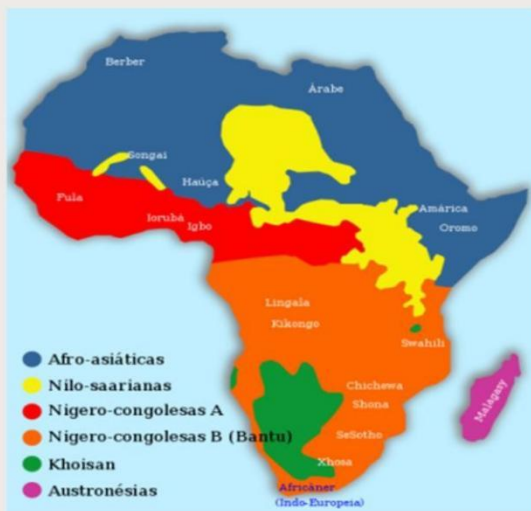 Berber
Árabe
Songai
Haúça
Fula
Iorubá
Igbo
Amárica
Oromo
Lingala
Kikongo
Swahili
Chichewa
Shona
SeSotho
Xhosa
Malagasy
Africâner
(Indo-Europeia)
Afro-asiáticas
Nilo-saarianas
Nigero-congolesas A
Nigero-congolesas B (Bantu)
Khoisan
Austronésias